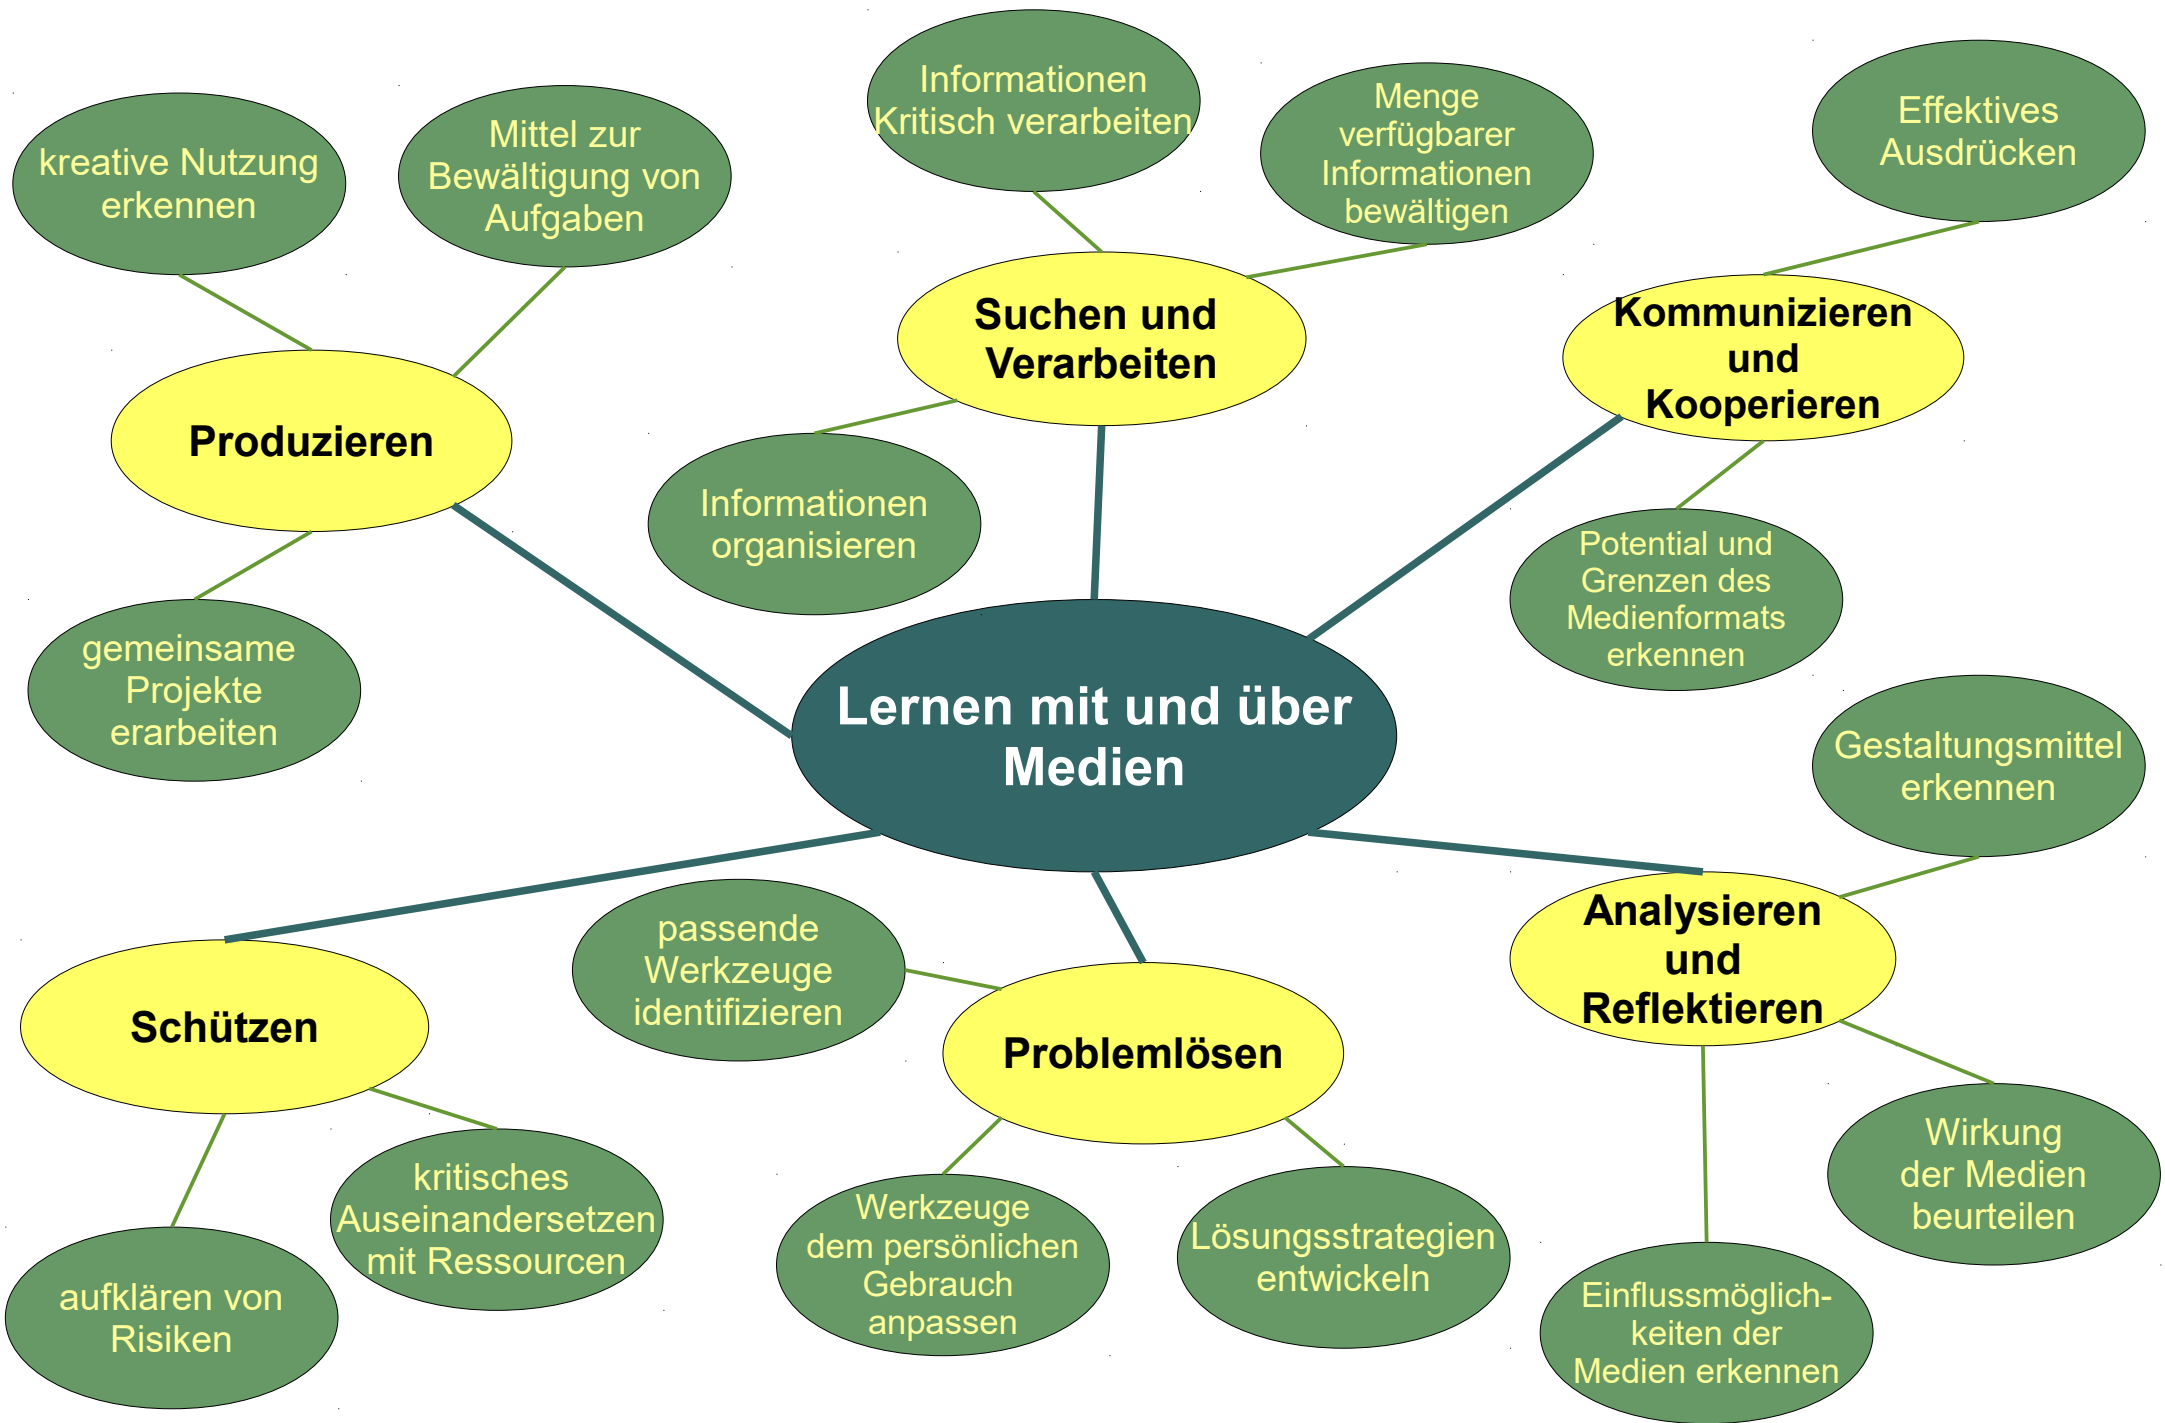 Informationen
Kritisch verarbeiten
Menge
verfügbarer
Informationen
bewältigen
Effektives
Ausdrücken
kreative Nutzung
erkennen
Mittel zur
Bewältigung von
Aufgaben
Suchen und
Verarbeiten
Kommunizieren
und
Kooperieren
Produzieren
Informationen
organisieren
Potential und
Grenzen des
Medienformats
erkennen
gemeinsame
Projekte
erarbeiten
Lernen mit und über
Medien
Gestaltungsmittel
erkennen
passende
Werkzeuge
identifizieren
Analysieren
und
Reflektieren
Schützen
Problemlösen
kritisches
Auseinandersetzen
mit Ressourcen
Werkzeuge
dem persönlichen
Gebrauch
anpassen
Lösungsstrategien
entwickeln
Wirkung
der Medien
beurteilen
aufklären von
Risiken
Einflussmöglich-
keiten der
Medien erkennen